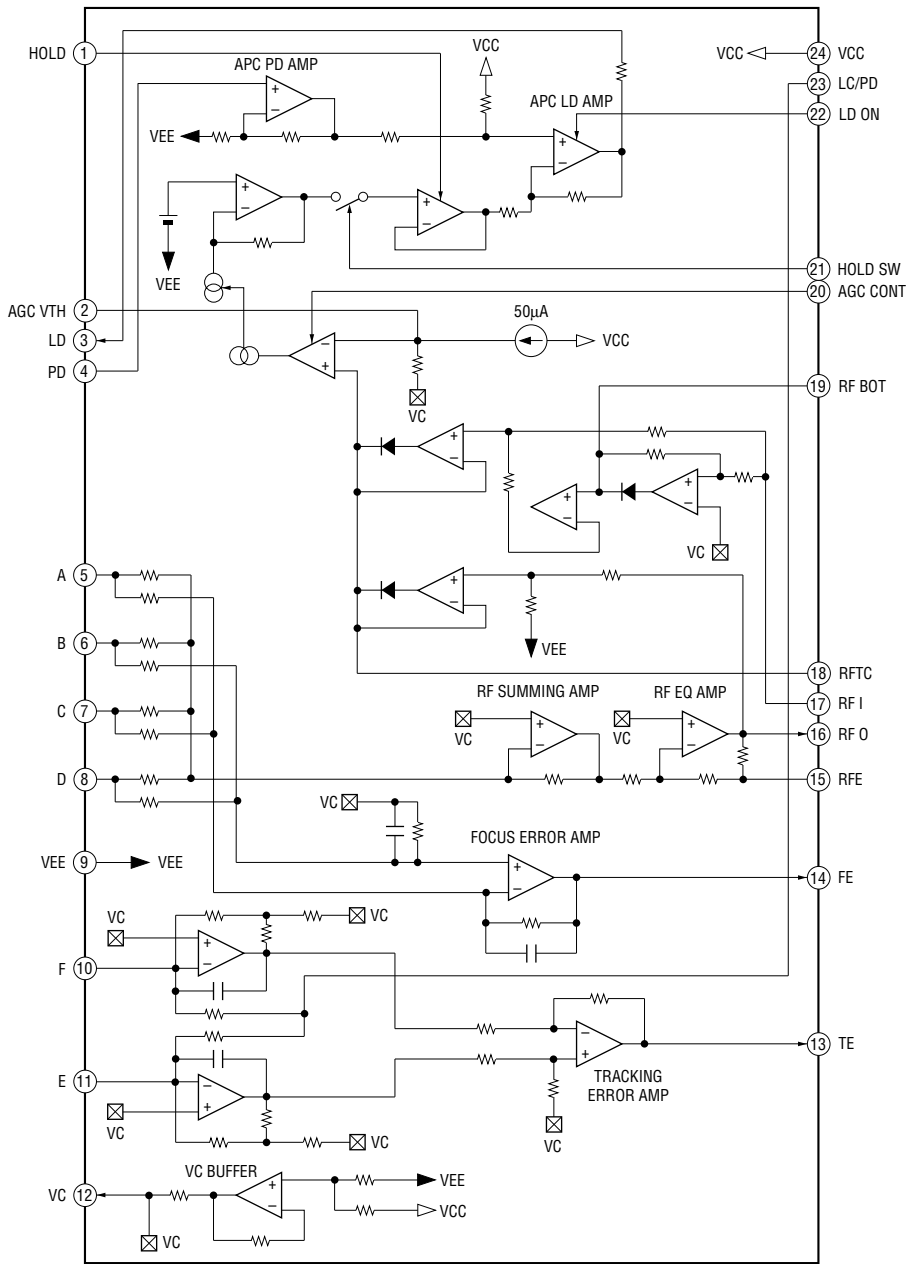 HOLD 1
VCC
VCC 24 VCC
APC PD AMP
23 LC/PD
APC LD AMP
22 LD ON
+
−
VEE
+
−
+
−
+
−
VEE
21 HOLD SW
20 AGC CONT
AGC VTH 2
50µA
LD 3
VCC
−
+
PD 4
VC
19 RF BOT
+
−
+
−
+
−
VC
A 5
+
−
B 6
VEE
18 RFTC
RF SUMMING AMP
RF EQ AMP
17 RF I
C 7
VC
+
−
VC
+
−
16 RF O
D 8
15 RFE
VC
FOCUS ERROR AMP
VEE 9 VEE
+
−
14 FE
VC
VC
+
−
F 10
−
+
13 TE
E 11
−
+
TRACKING
ERROR AMP
VC
VC
VC
VC BUFFER
VEE
+
−
VC 12
VCC
VC